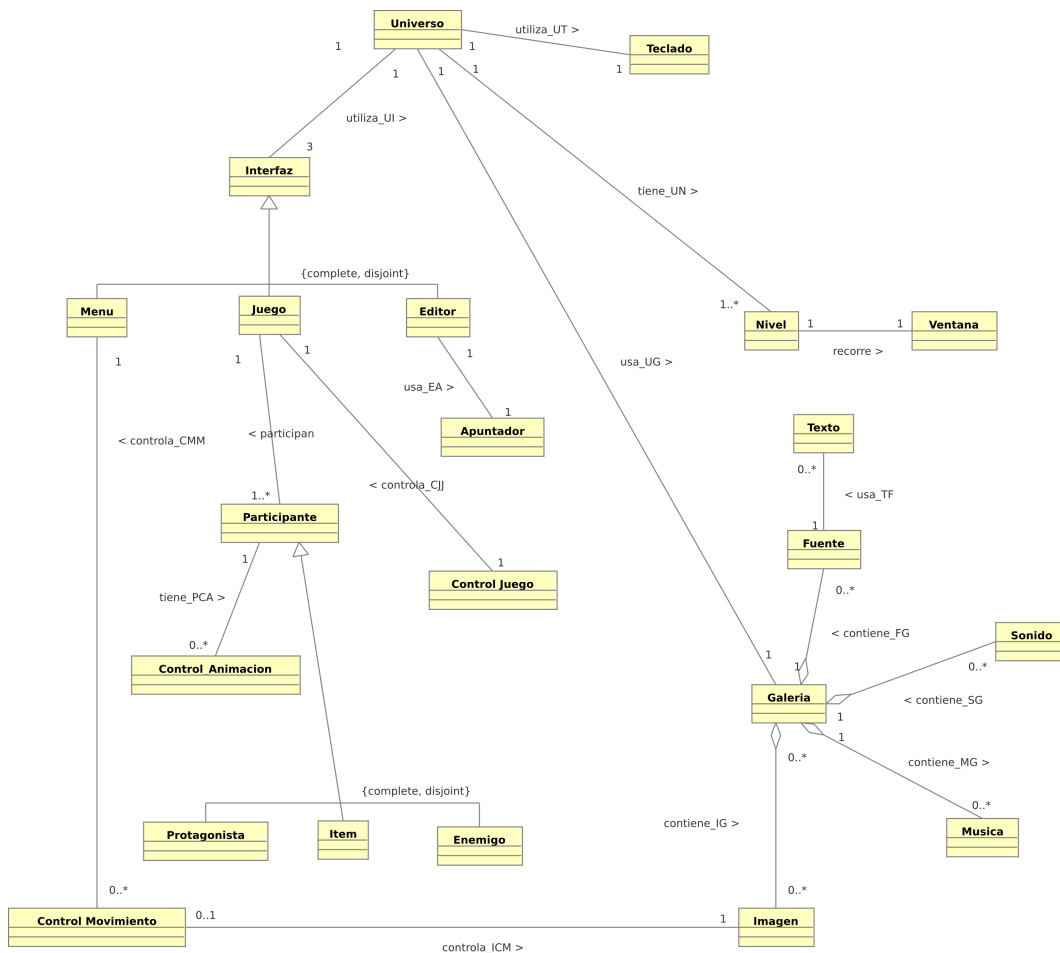 Universo
utiliza_UT >
Teclado
1
1
1
1
1
1
utiliza_UI >
3
Interfaz
tiene_UN >
{complete, disjoint}
Menu
Juego
Editor
1..*
Nivel
1
1
Ventana
recorre >
1
1
1
1
usa_UG >
usa_EA >
1
Apuntador
Texto
< controla_CMM
< participan
0..*
< controla_CJJ
< usa_TF
1..*
Participante
1
Fuente
1
1
Control Juego
0..*
tiene_PCA >
< contiene_FG
Sonido
0..*
1
1
0..*
Control_Animacion
Galeria
< contiene_SG
1
1
0..*
contiene_MG >
{complete, disjoint}
0..*
contiene_IG >
Protagonista
Item
Enemigo
Musica
0..*
0..*
Control Movimiento
0..1
1
Imagen
controla_ICM >